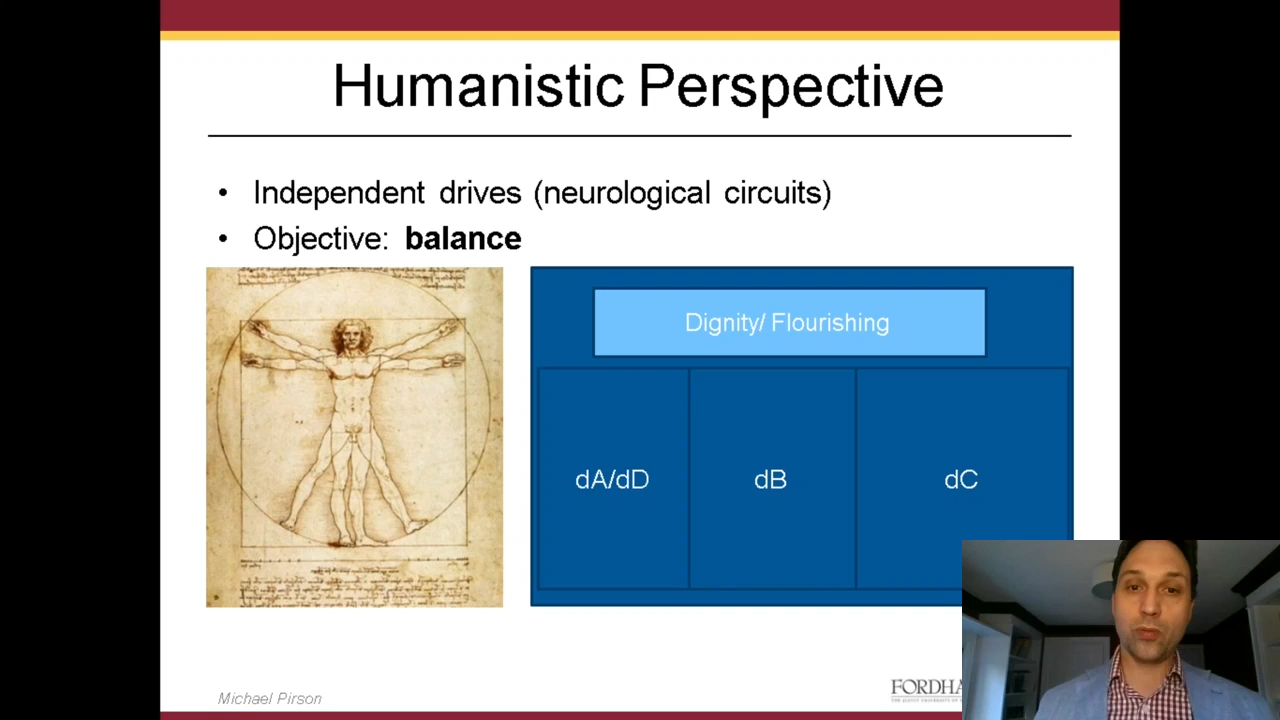 Humanistic Perspective
• Independent drives (neurological circuits)
• Objective: balance
Dignity/ Flourishing
dA/dD
dB
dC
Michael Pirson
FORDHA